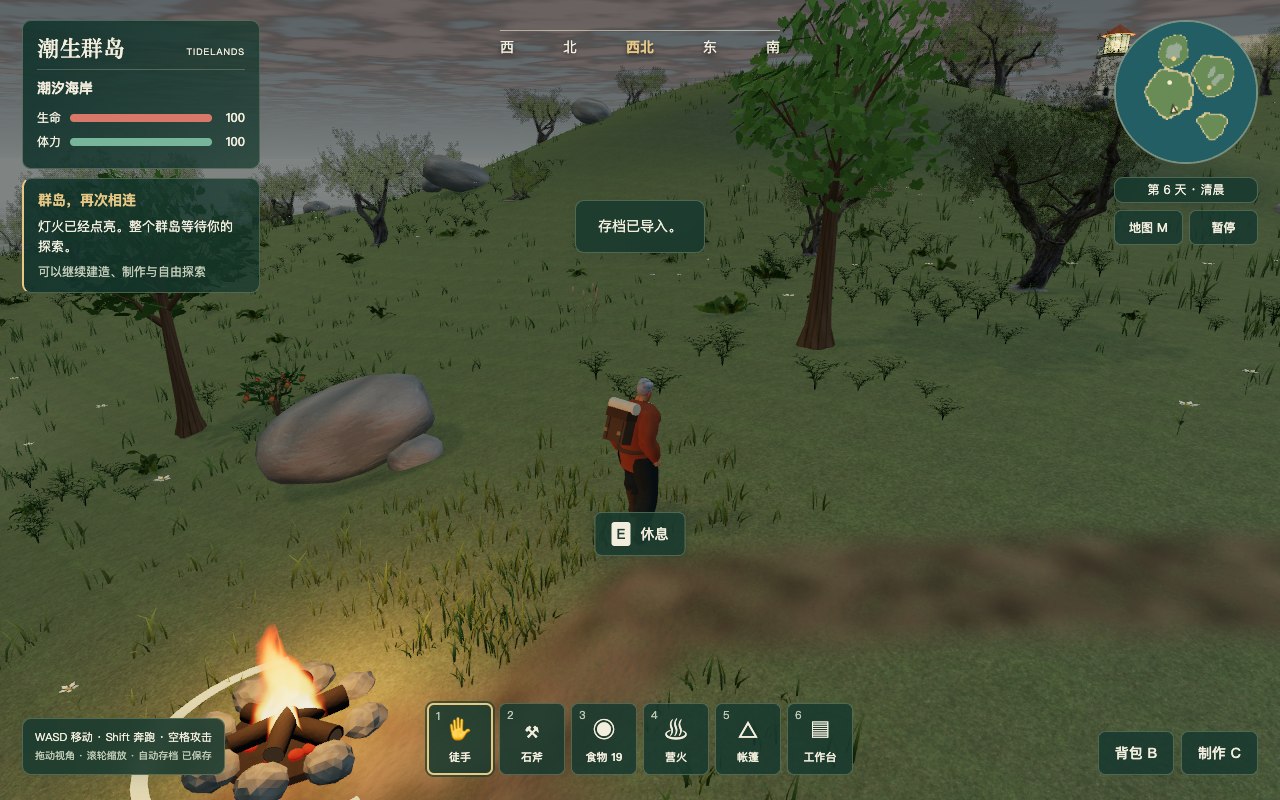 潮生群岛 TIDELANDS
潮汐海岸
生命 100
体力 100
群岛，再次相连
灯火已经点亮。整个群岛等待你的
探索。
可以继续建造、制作与自由探索
西 北 西北 东 南
存档已导入。
第 6 天 · 清晨
地图 M 暂停
E 休息
WASD 移动 · Shift 奔跑 · 空格攻击
拖动视角 · 滚轮缩放 · 自动存档 已保存
1 徒手
2 石斧
3 食物 19
4 营火
5 帐篷
6 工作台
背包 B 制作 C